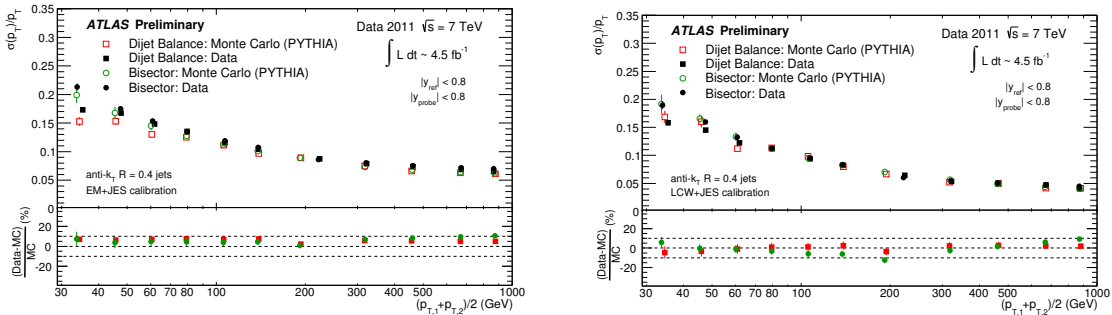 σ(p_T)/p_T
0.35
0.3
0.25
0.2
0.15
0.1
0.05
ATLAS Preliminary
Data 2011 √s = 7 TeV
Dijet Balance: Monte Carlo (PYTHIA)
Dijet Balance: Data
Bisector: Monte Carlo (PYTHIA)
Bisector: Data
∫ L dt ~ 4.5 fb⁻¹
|y_ref| < 0.8
|y_probe| < 0.8
anti-k_T R = 0.4 jets
EM+JES calibration
(Data-MC)/MC (%)
20
0
-20
30 40 50 60 70 80 100 200 300 400 500 1000
(p_T,1+p_T,2)/2 (GeV)
σ(p_T)/p_T
0.35
0.3
0.25
0.2
0.15
0.1
0.05
ATLAS Preliminary
Data 2011 √s = 7 TeV
Dijet Balance: Monte Carlo (PYTHIA)
Dijet Balance: Data
Bisector: Monte Carlo (PYTHIA)
Bisector: Data
∫ L dt ~ 4.5 fb⁻¹
|y_ref| < 0.8
|y_probe| < 0.8
anti-k_T R = 0.4 jets
LCW+JES calibration
(Data-MC)/MC (%)
20
0
-20
30 40 50 60 70 80 100 200 300 400 500 1000
(p_T,1+p_T,2)/2 (GeV)